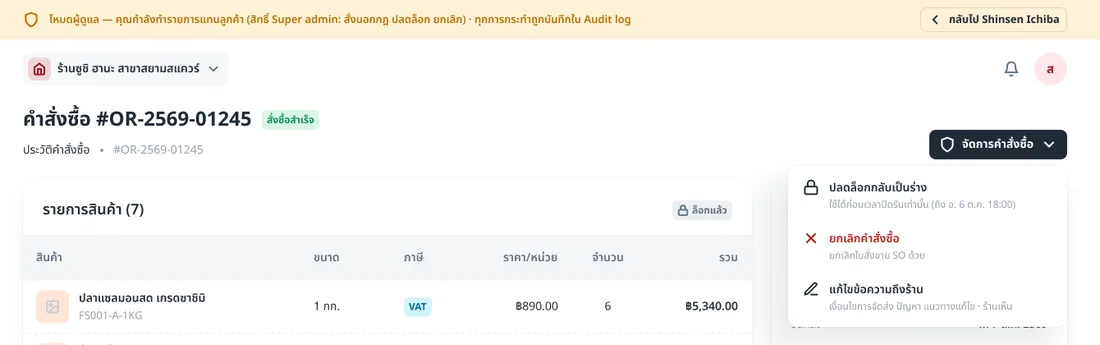 โหมดผู้ดูแล — คุณกำลังทำรายการแทนลูกค้า (สิทธิ์ Super admin: สั่งนอกกฎ ปลดล็อก ยกเลิก) · ทุกการกระทำถูกบันทึกใน Audit log
กลับไป Shinsen Ichiba
ร้านซูชิ ฮานะ สาขาสยามสแควร์
ส
คำสั่งซื้อ #OR-2569-01245 สั่งซื้อสำเร็จ
ประวัติคำสั่งซื้อ • #OR-2569-01245
จัดการคำสั่งซื้อ
ปลดล็อกกลับเป็นร่าง
ใช้ได้ก่อนเวลาปิดรับเท่านั้น (ถึง อ. 6 ต.ค. 18:00)
ยกเลิกคำสั่งซื้อ
ยกเลิกใบสั่งขาย SO ด้วย
แก้ไขข้อความถึงร้าน
เงื่อนไขการจัดส่ง ปัญหา แนวทางแก้ไข · ร้านเห็น
รายการสินค้า (7) ล็อกแล้ว
สินค้า ขนาด ภาษี ราคา/หน่วย จำนวน รวม
ปลาแซลมอนสด เกรดซาซิมิ 1 กก. VAT ฿890.00 6 ฿5,340.00
FS001-A-1KG